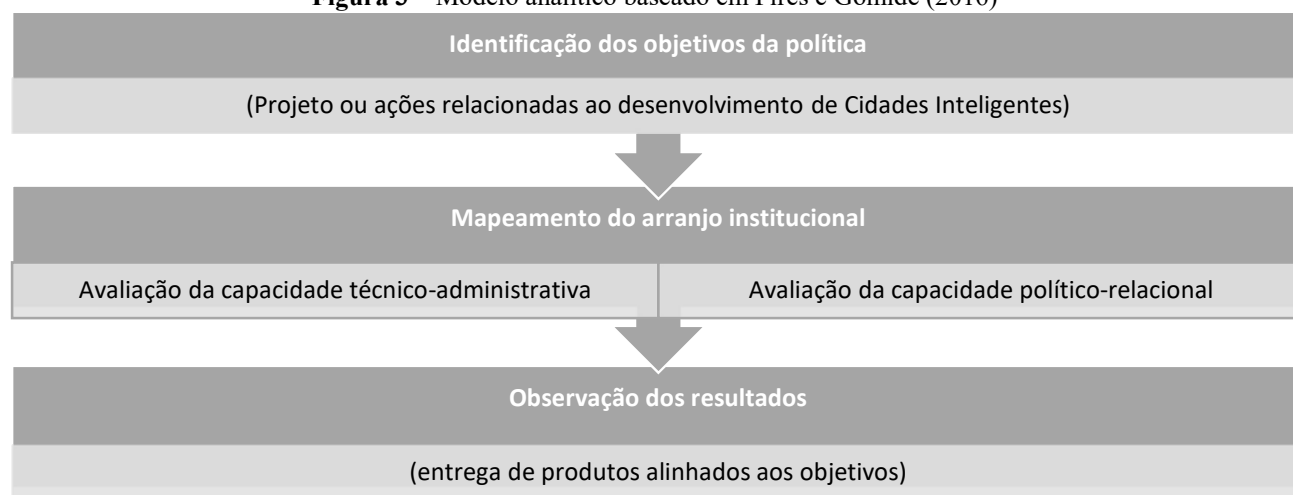 Figura 3 – Modelo analítico baseado em Pires e Gomide (2016)
Identificação dos objetivos da política
(Projeto ou ações relacionadas ao desenvolvimento de Cidades Inteligentes)
Mapeamento do arranjo institucional
Avaliação da capacidade técnico-administrativa
Avaliação da capacidade político-relacional
Observação dos resultados
(entrega de produtos alinhados aos objetivos)